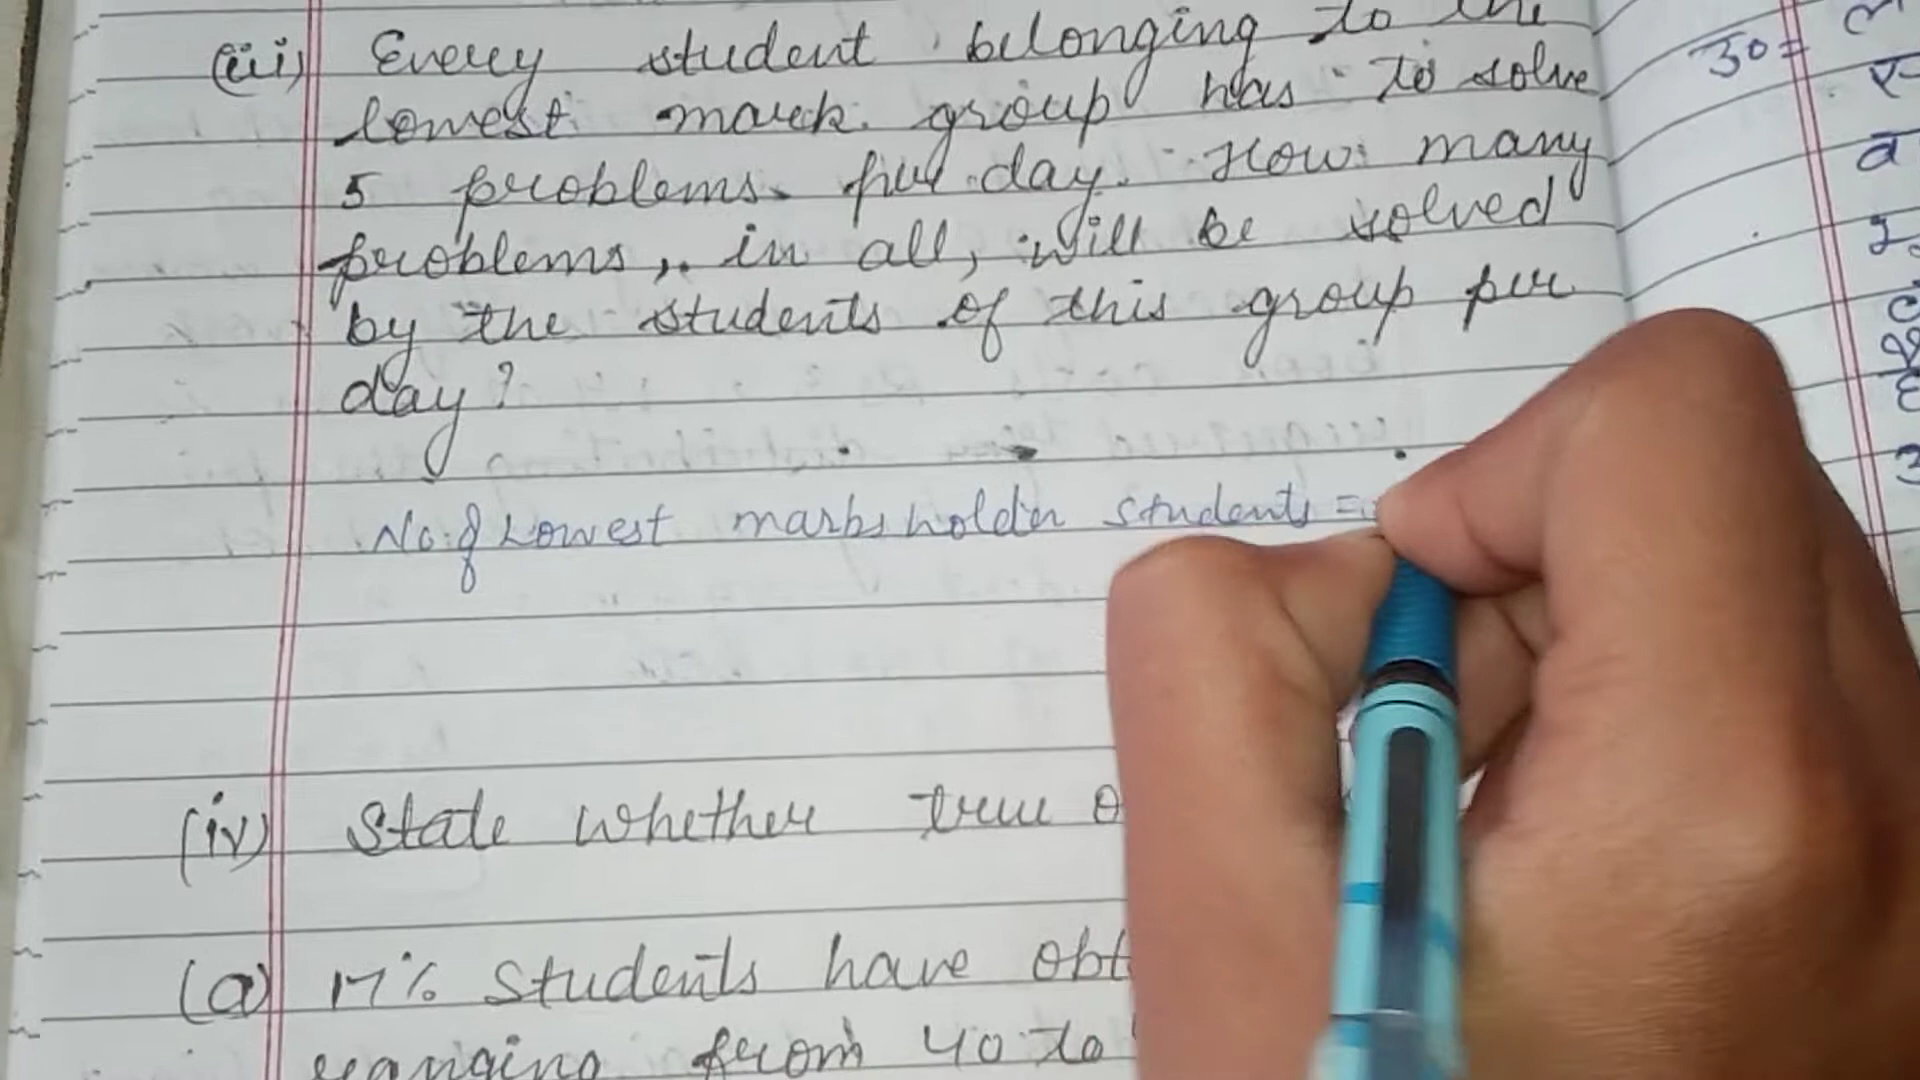 (iii) Every student belonging to the
lowest mark group has to solve
5 problems per day. How many
problems, in all, will be solved
by the students of this group per
day?
No. of Lowest marks holder students =
(iv) State whether true
(a) 17% students have
ranging from 40 to
30=